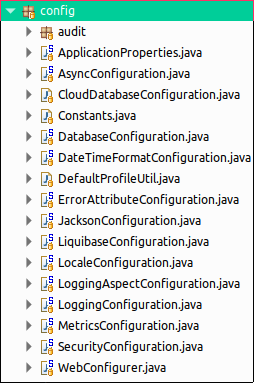 config
audit
ApplicationProperties.java
AsyncConfiguration.java
CloudDatabaseConfiguration.java
Constants.java
DatabaseConfiguration.java
DateTimeFormatConfiguration.java
DefaultProfileUtil.java
ErrorAttributeConfiguration.java
JacksonConfiguration.java
LiquibaseConfiguration.java
LocaleConfiguration.java
LoggingAspectConfiguration.java
LoggingConfiguration.java
MetricsConfiguration.java
SecurityConfiguration.java
WebConfigurer.java